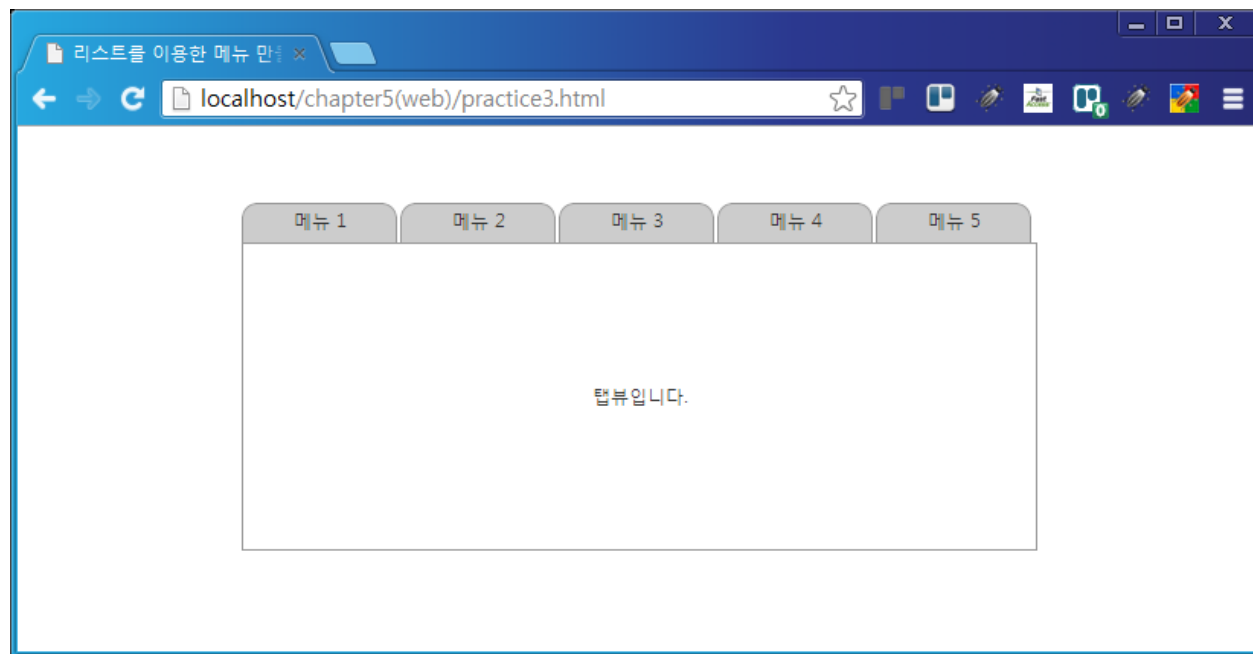 리스트를 이용한 메뉴 만
localhost/chapter5(web)/practice3.html
0
메뉴 1
메뉴 2
메뉴 3
메뉴 4
메뉴 5
탭뷰입니다.